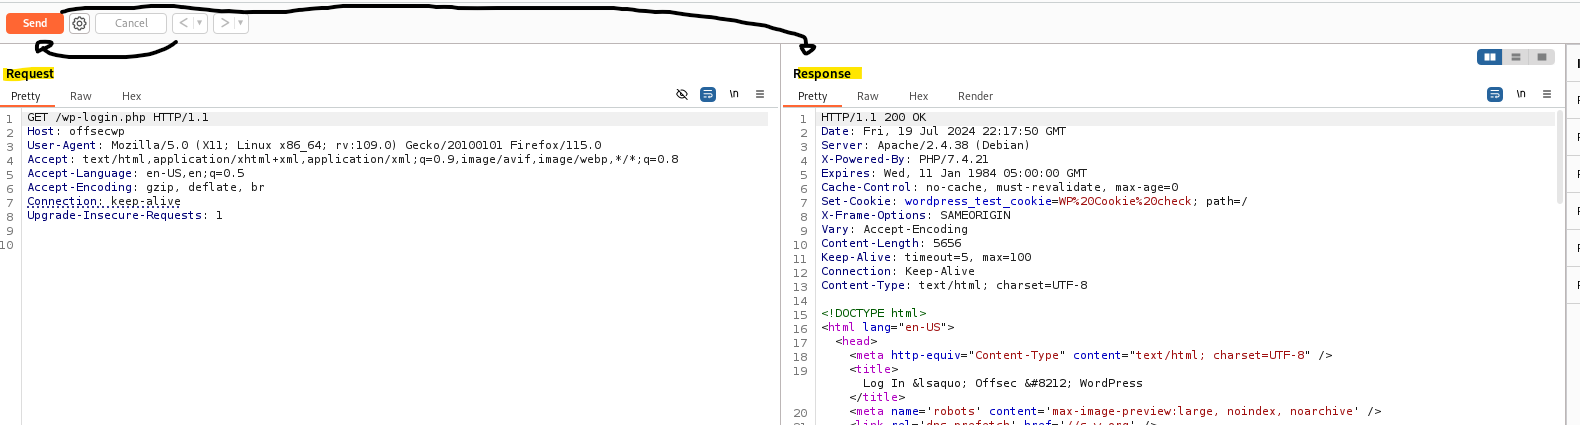 Send
Cancel
< >
Request
Pretty Raw Hex
\n
1 GET /wp-login.php HTTP/1.1
2 Host: offsecwp
3 User-Agent: Mozilla/5.0 (X11; Linux x86_64; rv:109.0) Gecko/20100101 Firefox/115.0
4 Accept: text/html,application/xhtml+xml,application/xml;q=0.9,image/avif,image/webp,*/*;q=0.8
5 Accept-Language: en-US,en;q=0.5
6 Accept-Encoding: gzip, deflate, br
7 Connection: keep-alive
8 Upgrade-Insecure-Requests: 1
9
10
Response
Pretty Raw Hex Render
\n
1 HTTP/1.1 200 OK
2 Date: Fri, 19 Jul 2024 22:17:50 GMT
3 Server: Apache/2.4.38 (Debian)
4 X-Powered-By: PHP/7.4.21
5 Expires: Wed, 11 Jan 1984 05:00:00 GMT
6 Cache-Control: no-cache, must-revalidate, max-age=0
7 Set-Cookie: wordpress_test_cookie=WP%20Cookie%20check; path=/
8 X-Frame-Options: SAMEORIGIN
9 Vary: Accept-Encoding
10 Content-Length: 5656
11 Keep-Alive: timeout=5, max=100
12 Connection: Keep-Alive
13 Content-Type: text/html; charset=UTF-8
14
15 <!DOCTYPE html>
16 <html lang="en-US">
17 <head>
18 <meta http-equiv="Content-Type" content="text/html; charset=UTF-8" />
19 <title>
Log In &lsaquo; Offsec &#8212; WordPress
</title>
20 <meta name='robots' content='max-image-preview:large, noindex, noarchive' />